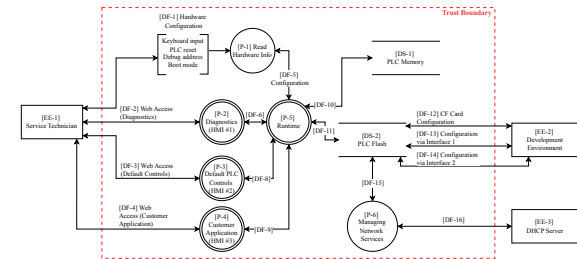 Trust Boundary
[DF-1] Hardware
Configuration
Keyboard input
PLC reset
Debug address
Boot mode
[P-1] Read
Hardware Info
[DF-5]
Configuration
[DS-1]
PLC Memory
[EE-1]
Service Technician
[DF-2] Web Access
(Diagnostics)
[P-2]
Diagnostics
(HMI #1)
[DF-6]
[P-5]
Runtime
[DF-10]
[DF-11]
[DS-2]
PLC Flash
[DF-12] CF Card
Configuration
[DF-13] Configuration
via Interface 1
[DF-14] Configuration
via Interface 2
[EE-2]
Development
Environment
[DF-3] Web Access
(Default Controls)
[P-3]
Default PLC
Controls
(HMI #2)
[DF-8]
[DF-15]
[DF-4] Web
Access (Customer
Application)
[P-4]
Customer
Application
(HMI #3)
[DF-9]
[P-6]
Managing
Network
Services
[DF-16]
[EE-3]
DHCP Server